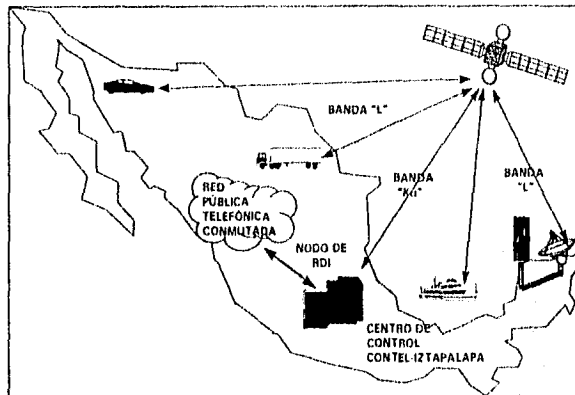 BANDA "L"
RED
PÚBLICA
TELEFÓNICA
CONMUTADA
BANDA
"Ku"
BANDA
"L"
NODO DE
RDI
CENTRO DE
CONTROL
CONTEL-IZTAPALAPA